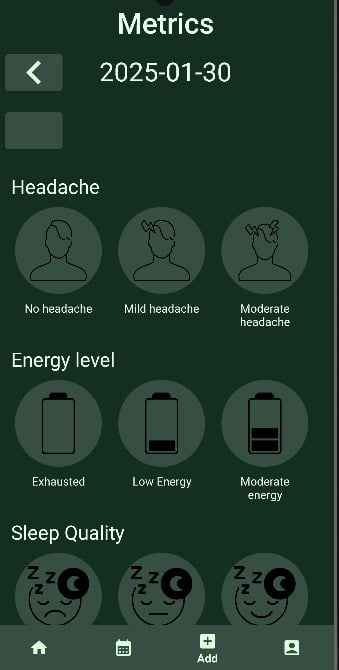 Metrics
2025-01-30
Headache
No headache
Mild headache
Moderate
headache
Energy level
Exhausted
Low Energy
Moderate
energy
Sleep Quality
Z Z Z
Z Z Z
Z Z Z
Add